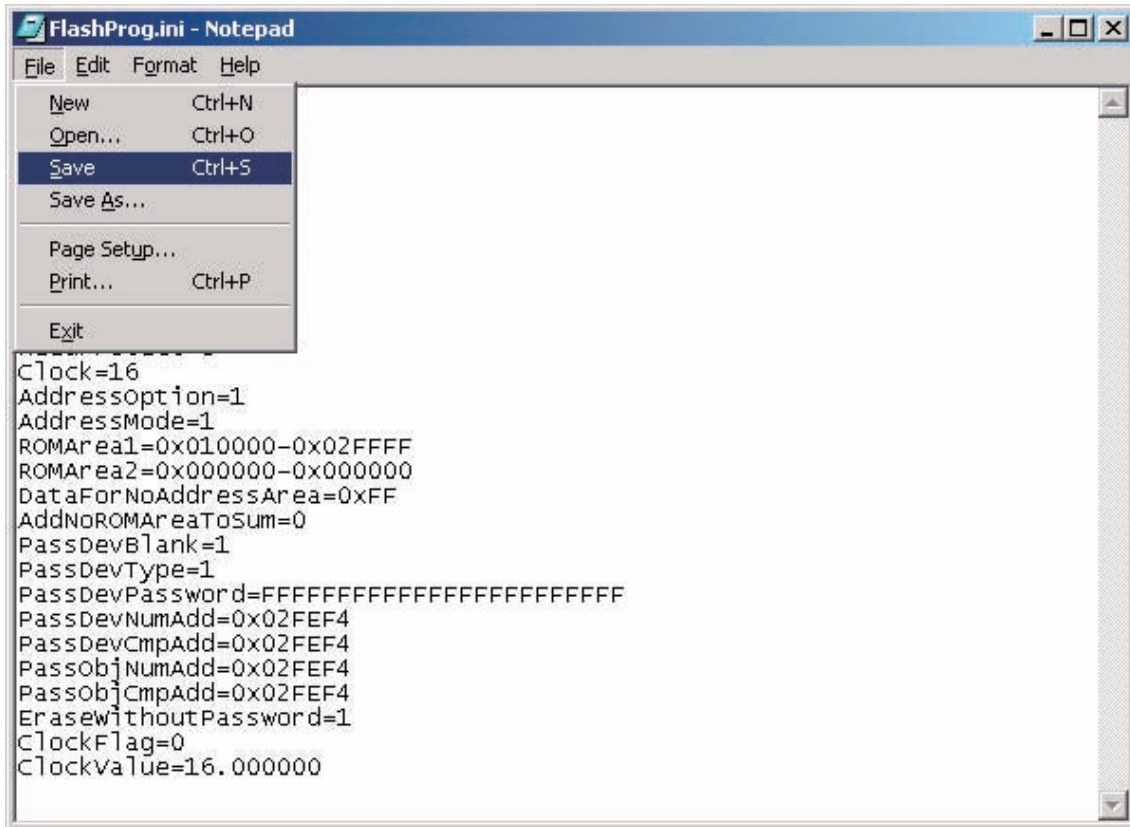 FlashProg.ini - Notepad
File Edit Format Help
New Ctrl+N
Open... Ctrl+O
Save Ctrl+S
Save As...
Page Setup...
Print... Ctrl+P
Exit
Clock=16
AddressOption=1
AddressMode=1
ROMArea1=0x010000-0x02FFFF
ROMArea2=0x000000-0x000000
DataForNoAddressArea=0xFF
AddNoROMAreaToSum=0
PassDevBlank=1
PassDevType=1
PassDevPassword=FFFFFFFFFFFFFFFFFFFFFFFF
PassDevNumAdd=0x02FEF4
PassDevCmpAdd=0x02FEF4
PassObjNumAdd=0x02FEF4
PassObjCmpAdd=0x02FEF4
EraseWithoutPassword=1
ClockFlag=0
ClockValue=16.000000